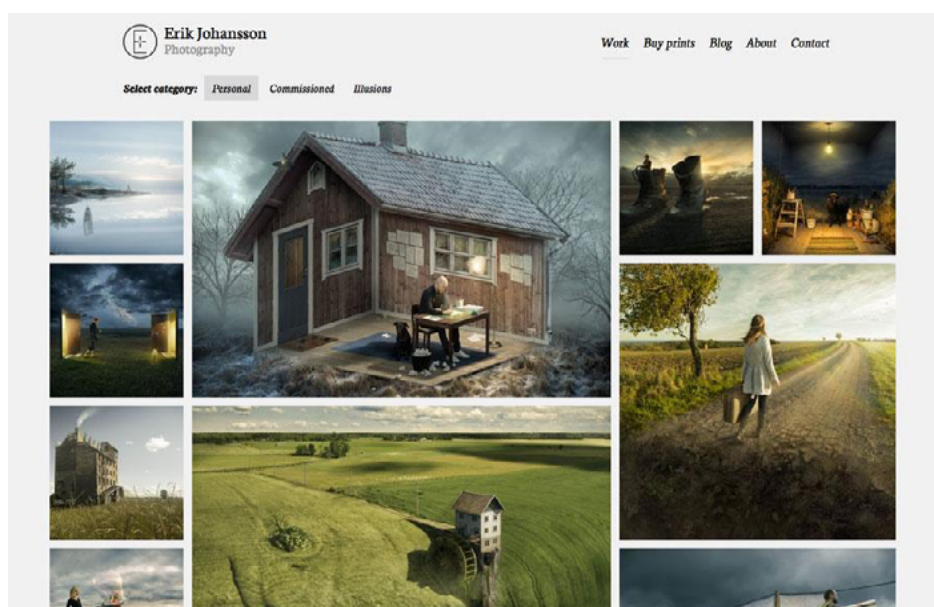 Erik Johansson
Photography
Work Buy prints Blog About Contact
Select category: Personal Commissioned Illusions